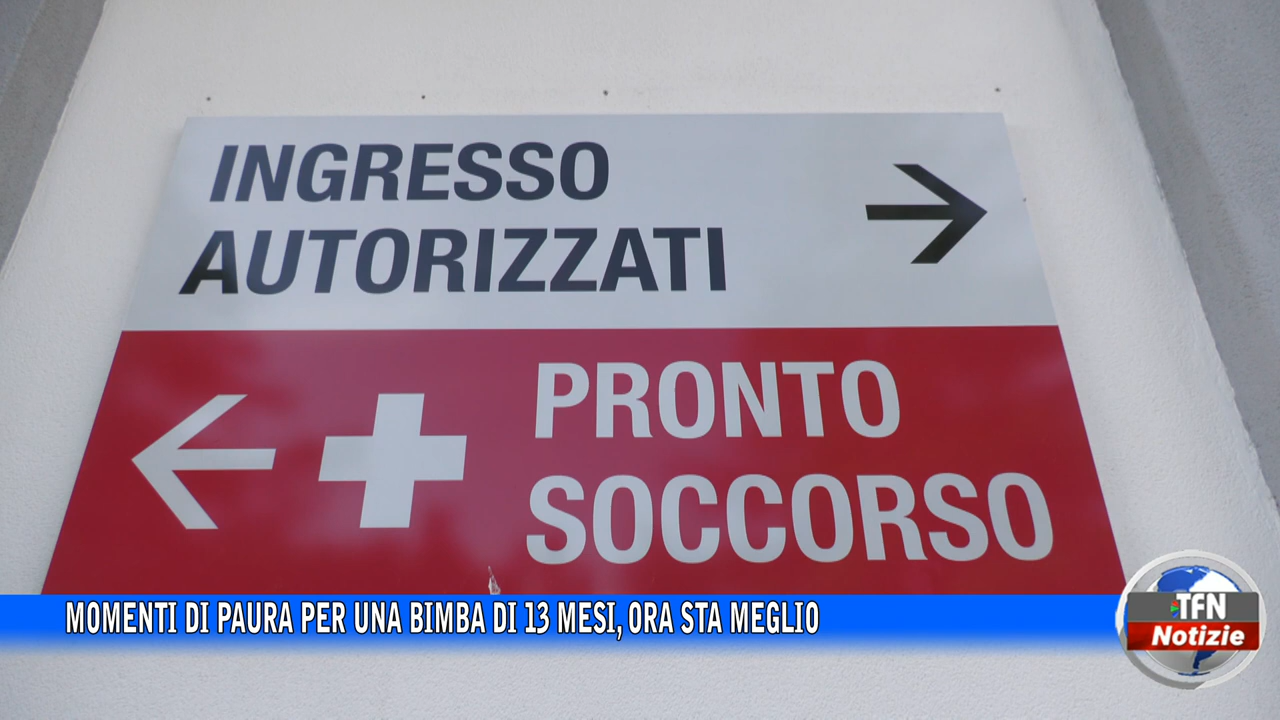 INGRESSO
AUTORIZZATI
PRONTO
SOCCORSO
MOMENTI DI PAURA PER UNA BIMBA DI 13 MESI, ORA STA MEGLIO
TFN
Notizie